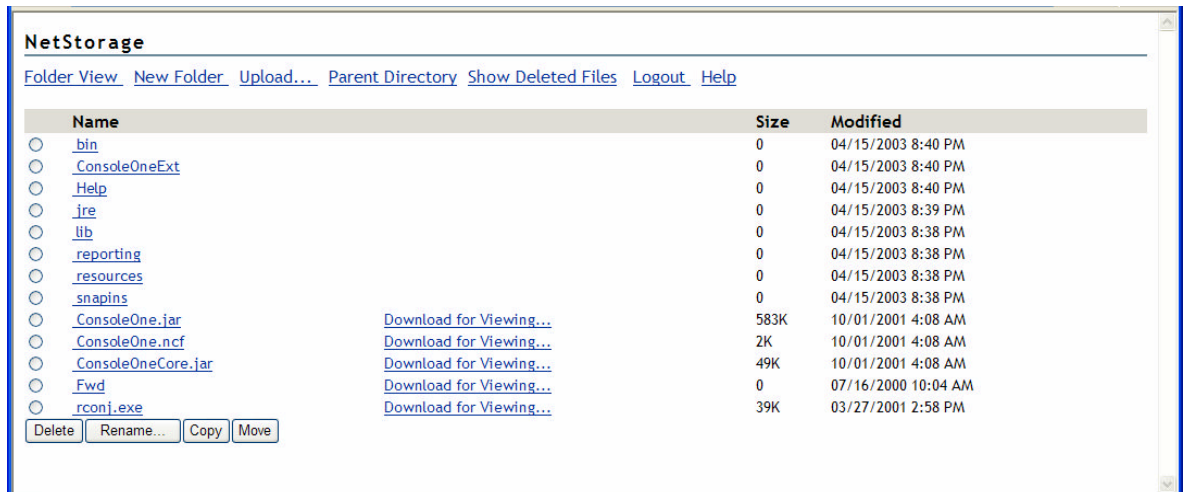 NetStorage
Folder View New Folder Upload... Parent Directory Show Deleted Files Logout Help
Name Size Modified
bin 0 04/15/2003 8:40 PM
ConsoleOneExt 0 04/15/2003 8:40 PM
Help 0 04/15/2003 8:40 PM
jre 0 04/15/2003 8:39 PM
lib 0 04/15/2003 8:38 PM
reporting 0 04/15/2003 8:38 PM
resources 0 04/15/2003 8:38 PM
snapins 0 04/15/2003 8:38 PM
ConsoleOne.jar Download for Viewing... 583K 10/01/2001 4:08 AM
ConsoleOne.ncf Download for Viewing... 2K 10/01/2001 4:08 AM
ConsoleOneCore.jar Download for Viewing... 49K 10/01/2001 4:08 AM
Fwd Download for Viewing... 0 07/16/2000 10:04 AM
rconj.exe Download for Viewing... 39K 03/27/2001 2:58 PM
Delete Rename... Copy Move